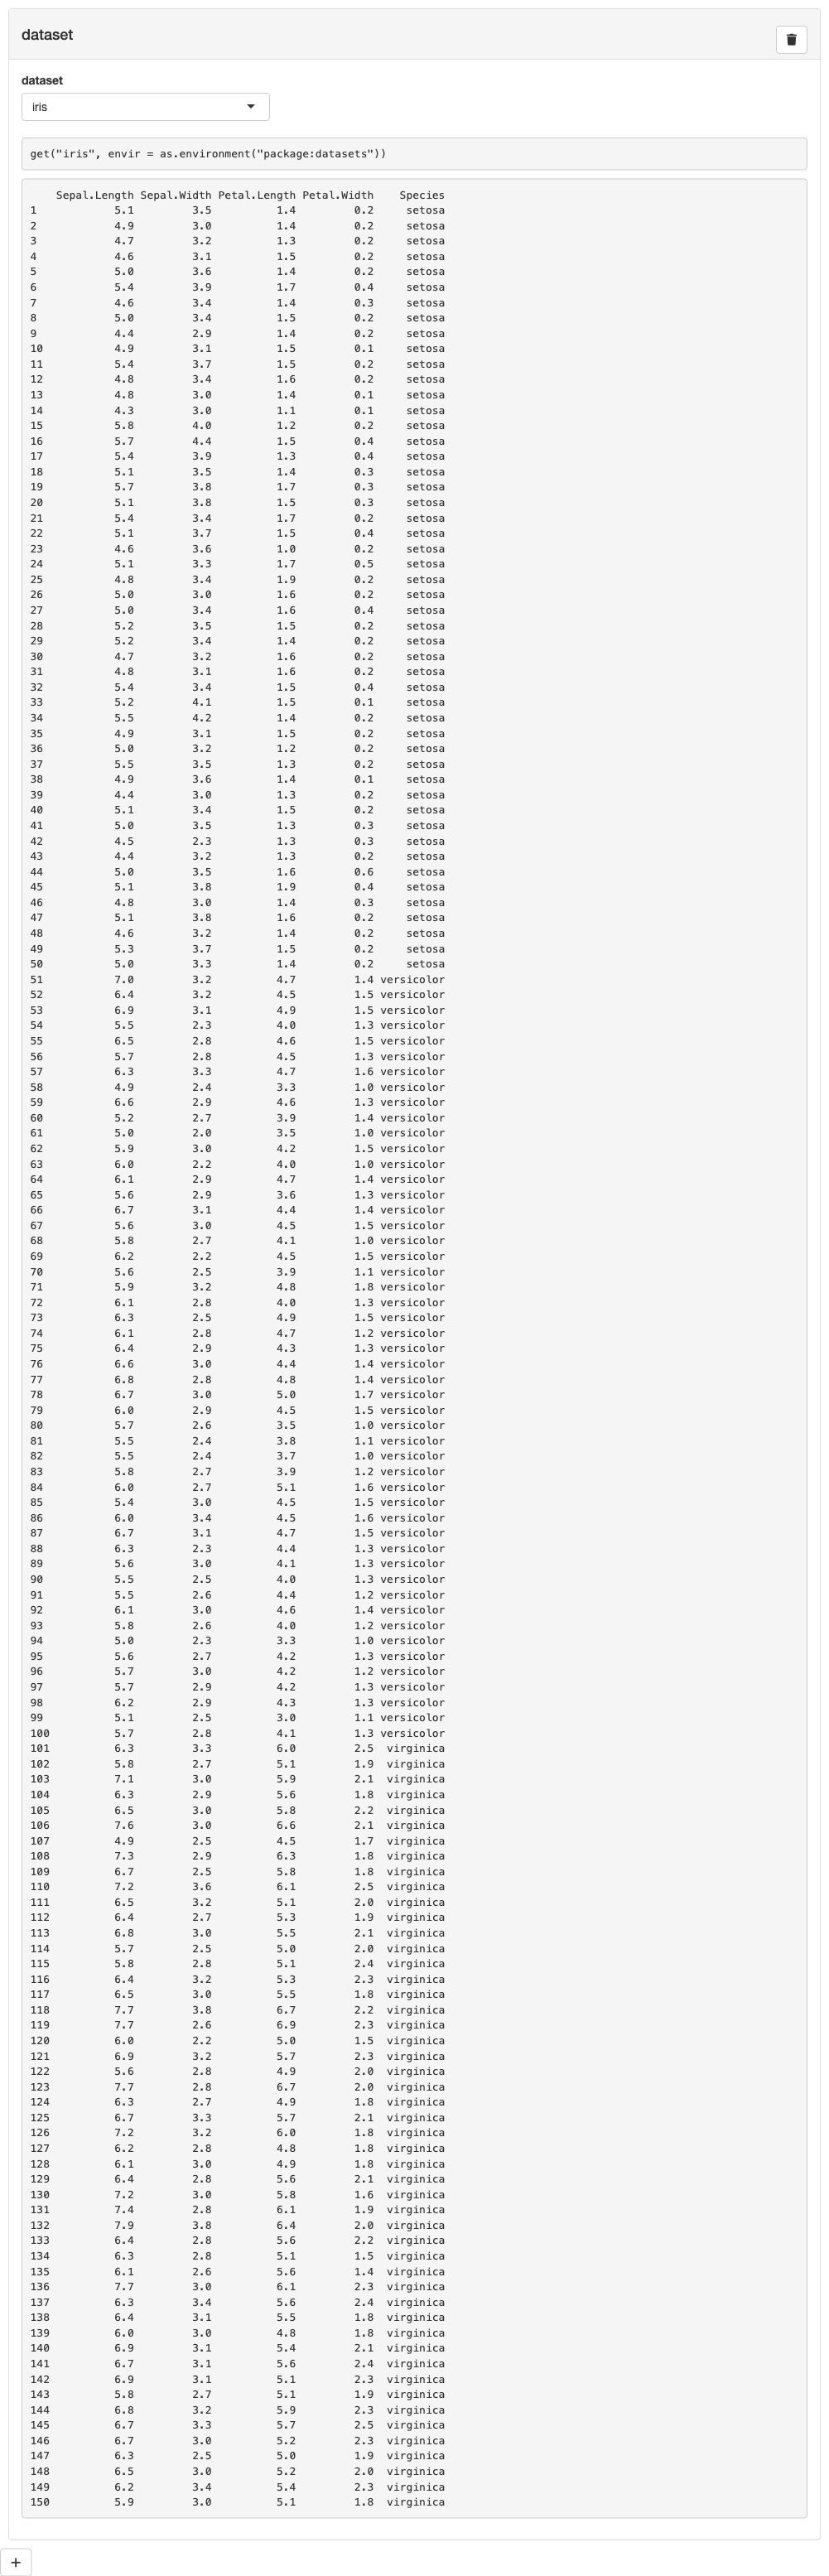 dataset
dataset
iris
get("iris", envir = as.environment("package:datasets"))
Sepal.Length Sepal.Width Petal.Length Petal.Width Species
1 5.1 3.5 1.4 0.2 setosa
2 4.9 3.0 1.4 0.2 setosa
3 4.7 3.2 1.3 0.2 setosa
4 4.6 3.1 1.5 0.2 setosa
5 5.0 3.6 1.4 0.2 setosa
6 5.4 3.9 1.7 0.4 setosa
7 4.6 3.4 1.4 0.3 setosa
8 5.0 3.4 1.5 0.2 setosa
9 4.4 2.9 1.4 0.2 setosa
10 4.9 3.1 1.5 0.1 setosa
11 5.4 3.7 1.5 0.2 setosa
12 4.8 3.4 1.6 0.2 setosa
13 4.8 3.0 1.4 0.1 setosa
14 4.3 3.0 1.1 0.1 setosa
15 5.8 4.0 1.2 0.2 setosa
16 5.7 4.4 1.5 0.4 setosa
17 5.4 3.9 1.3 0.4 setosa
18 5.1 3.5 1.4 0.3 setosa
19 5.7 3.8 1.7 0.3 setosa
20 5.1 3.8 1.5 0.3 setosa
21 5.4 3.4 1.7 0.2 setosa
22 5.1 3.7 1.5 0.4 setosa
23 4.6 3.6 1.0 0.2 setosa
24 5.1 3.3 1.7 0.5 setosa
25 4.8 3.4 1.9 0.2 setosa
26 5.0 3.0 1.6 0.2 setosa
27 5.0 3.4 1.6 0.4 setosa
28 5.2 3.5 1.5 0.2 setosa
29 5.2 3.4 1.4 0.2 setosa
30 4.7 3.2 1.6 0.2 setosa
31 4.8 3.1 1.6 0.2 setosa
32 5.4 3.4 1.5 0.4 setosa
33 5.2 4.1 1.5 0.1 setosa
34 5.5 4.2 1.4 0.2 setosa
35 4.9 3.1 1.5 0.2 setosa
36 5.0 3.2 1.2 0.2 setosa
37 5.5 3.5 1.3 0.2 setosa
38 4.9 3.6 1.4 0.1 setosa
39 4.4 3.0 1.3 0.2 setosa
40 5.1 3.4 1.5 0.2 setosa
41 5.0 3.5 1.3 0.3 setosa
42 4.5 2.3 1.3 0.3 setosa
43 4.4 3.2 1.3 0.2 setosa
44 5.0 3.5 1.6 0.6 setosa
45 5.1 3.8 1.9 0.4 setosa
46 4.8 3.0 1.4 0.3 setosa
47 5.1 3.8 1.6 0.2 setosa
48 4.6 3.2 1.4 0.2 setosa
49 5.3 3.7 1.5 0.2 setosa
50 5.0 3.3 1.4 0.2 setosa
51 7.0 3.2 4.7 1.4 versicolor
52 6.4 3.2 4.5 1.5 versicolor
53 6.9 3.1 4.9 1.5 versicolor
54 5.5 2.3 4.0 1.3 versicolor
55 6.5 2.8 4.6 1.5 versicolor
56 5.7 2.8 4.5 1.3 versicolor
57 6.3 3.3 4.7 1.6 versicolor
58 4.9 2.4 3.3 1.0 versicolor
59 6.6 2.9 4.6 1.3 versicolor
60 5.2 2.7 3.9 1.4 versicolor
61 5.0 2.0 3.5 1.0 versicolor
62 5.9 3.0 4.2 1.5 versicolor
63 6.0 2.2 4.0 1.0 versicolor
64 6.1 2.9 4.7 1.4 versicolor
65 5.6 2.9 3.6 1.3 versicolor
66 6.7 3.1 4.4 1.4 versicolor
67 5.6 3.0 4.5 1.5 versicolor
68 5.8 2.7 4.1 1.0 versicolor
69 6.2 2.2 4.5 1.5 versicolor
70 5.6 2.5 3.9 1.1 versicolor
71 5.9 3.2 4.8 1.8 versicolor
72 6.1 2.8 4.0 1.3 versicolor
73 6.3 2.5 4.9 1.5 versicolor
74 6.1 2.8 4.7 1.2 versicolor
75 6.4 2.9 4.3 1.3 versicolor
76 6.6 3.0 4.4 1.4 versicolor
77 6.8 2.8 4.8 1.4 versicolor
78 6.7 3.0 5.0 1.7 versicolor
79 6.0 2.9 4.5 1.5 versicolor
80 5.7 2.6 3.5 1.0 versicolor
81 5.5 2.4 3.8 1.1 versicolor
82 5.5 2.4 3.7 1.0 versicolor
83 5.8 2.7 3.9 1.2 versicolor
84 6.0 2.7 5.1 1.6 versicolor
85 5.4 3.0 4.5 1.5 versicolor
86 6.0 3.4 4.5 1.6 versicolor
87 6.7 3.1 4.7 1.5 versicolor
88 6.3 2.3 4.4 1.3 versicolor
89 5.6 3.0 4.1 1.3 versicolor
90 5.5 2.5 4.0 1.3 versicolor
91 5.5 2.6 4.4 1.2 versicolor
92 6.1 3.0 4.6 1.4 versicolor
93 5.8 2.6 4.0 1.2 versicolor
94 5.0 2.3 3.3 1.0 versicolor
95 5.6 2.7 4.2 1.3 versicolor
96 5.7 3.0 4.2 1.2 versicolor
97 5.7 2.9 4.2 1.3 versicolor
98 6.2 2.9 4.3 1.3 versicolor
99 5.1 2.5 3.0 1.1 versicolor
100 5.7 2.8 4.1 1.3 versicolor
101 6.3 3.3 6.0 2.5 virginica
102 5.8 2.7 5.1 1.9 virginica
103 7.1 3.0 5.9 2.1 virginica
104 6.3 2.9 5.6 1.8 virginica
105 6.5 3.0 5.8 2.2 virginica
106 7.6 3.0 6.6 2.1 virginica
107 4.9 2.5 4.5 1.7 virginica
108 7.3 2.9 6.3 1.8 virginica
109 6.7 2.5 5.8 1.8 virginica
110 7.2 3.6 6.1 2.5 virginica
111 6.5 3.2 5.1 2.0 virginica
112 6.4 2.7 5.3 1.9 virginica
113 6.8 3.0 5.5 2.1 virginica
114 5.7 2.5 5.0 2.0 virginica
115 5.8 2.8 5.1 2.4 virginica
116 6.4 3.2 5.3 2.3 virginica
117 6.5 3.0 5.5 1.8 virginica
118 7.7 3.8 6.7 2.2 virginica
119 7.7 2.6 6.9 2.3 virginica
120 6.0 2.2 5.0 1.5 virginica
121 6.9 3.2 5.7 2.3 virginica
122 5.6 2.8 4.9 2.0 virginica
123 7.7 2.8 6.7 2.0 virginica
124 6.3 2.7 4.9 1.8 virginica
125 6.7 3.3 5.7 2.1 virginica
126 7.2 3.2 6.0 1.8 virginica
127 6.2 2.8 4.8 1.8 virginica
128 6.1 3.0 4.9 1.8 virginica
129 6.4 2.8 5.6 2.1 virginica
130 7.2 3.0 5.8 1.6 virginica
131 7.4 2.8 6.1 1.9 virginica
132 7.9 3.8 6.4 2.0 virginica
133 6.4 2.8 5.6 2.2 virginica
134 6.3 2.8 5.1 1.5 virginica
135 6.1 2.6 5.6 1.4 virginica
136 7.7 3.0 6.1 2.3 virginica
137 6.3 3.4 5.6 2.4 virginica
138 6.4 3.1 5.5 1.8 virginica
139 6.0 3.0 4.8 1.8 virginica
140 6.9 3.1 5.4 2.1 virginica
141 6.7 3.1 5.6 2.4 virginica
142 6.9 3.1 5.1 2.3 virginica
143 5.8 2.7 5.1 1.9 virginica
144 6.8 3.2 5.9 2.3 virginica
145 6.7 3.3 5.7 2.5 virginica
146 6.7 3.0 5.2 2.3 virginica
147 6.3 2.5 5.0 1.9 virginica
148 6.5 3.0 5.2 2.0 virginica
149 6.2 3.4 5.4 2.3 virginica
150 5.9 3.0 5.1 1.8 virginica
+